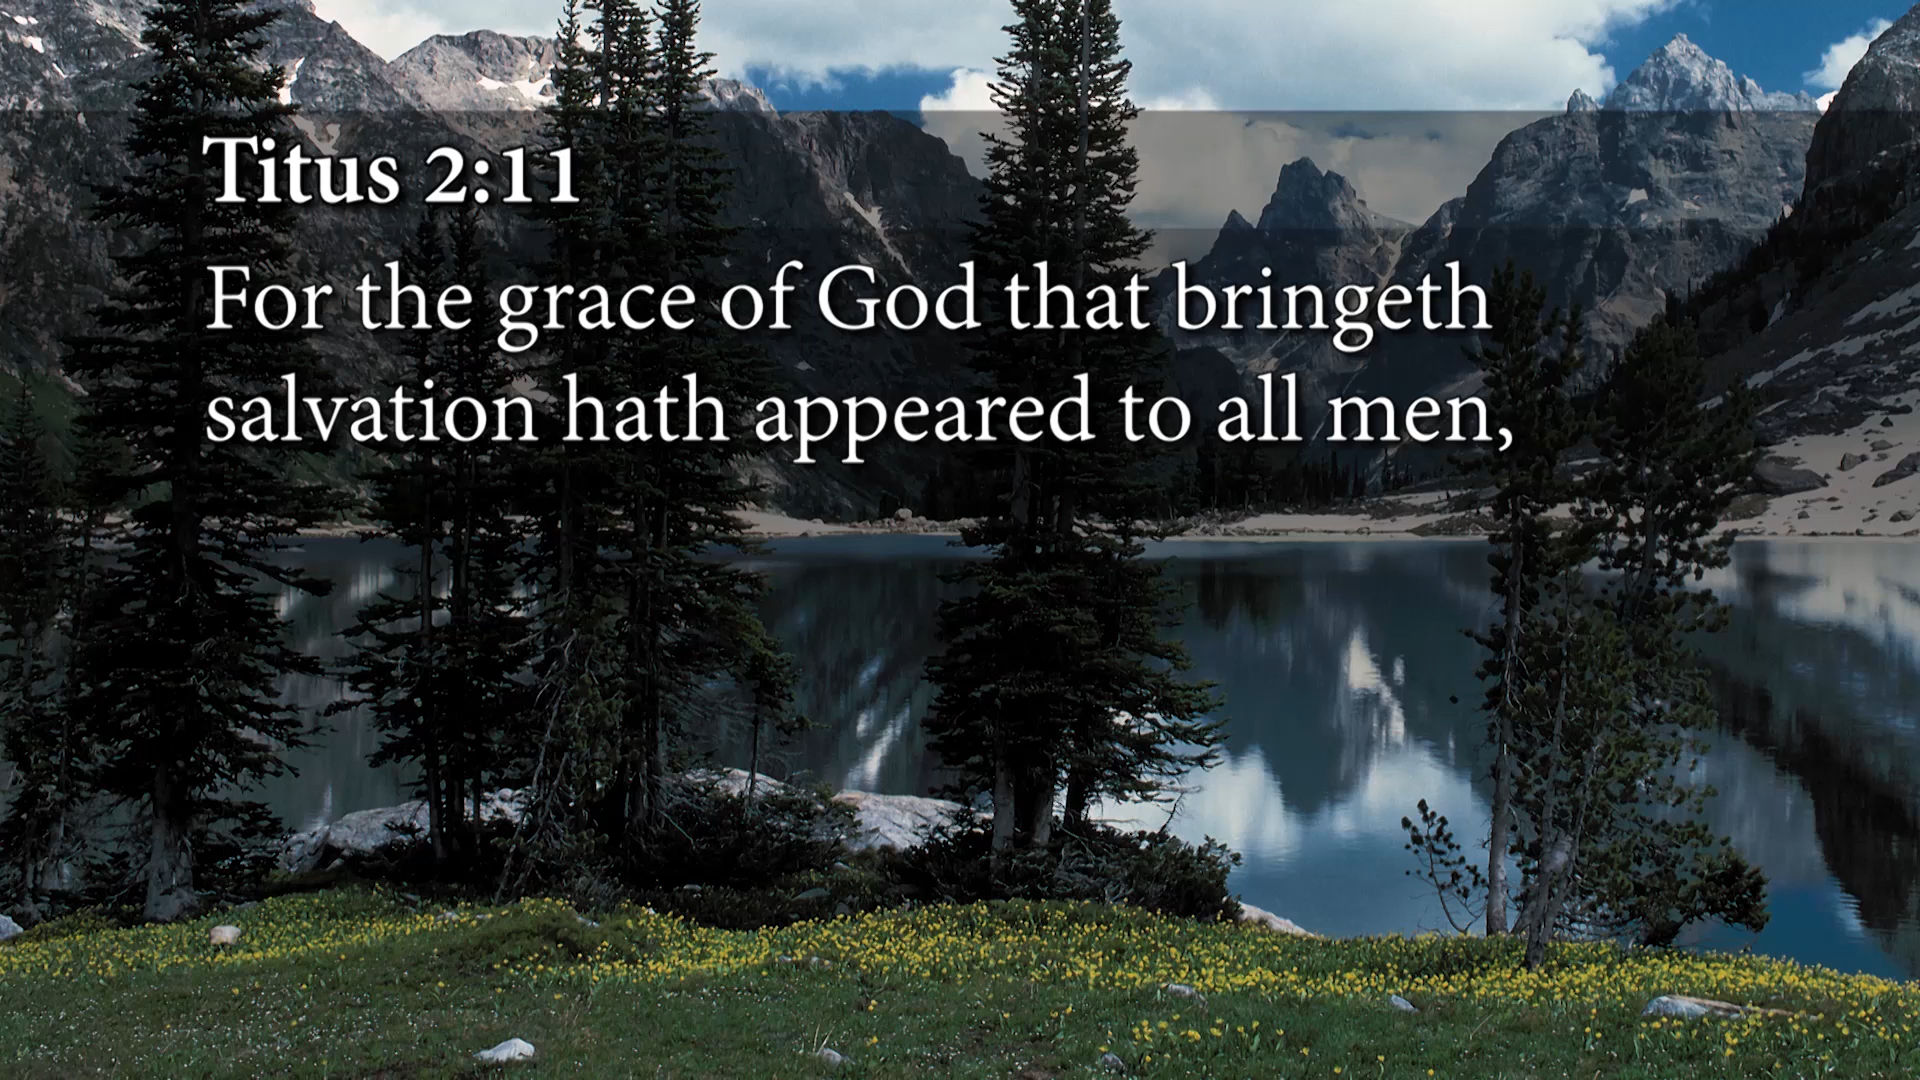 Titus 2:11
For the grace of God that bringeth
salvation hath appeared to all men,